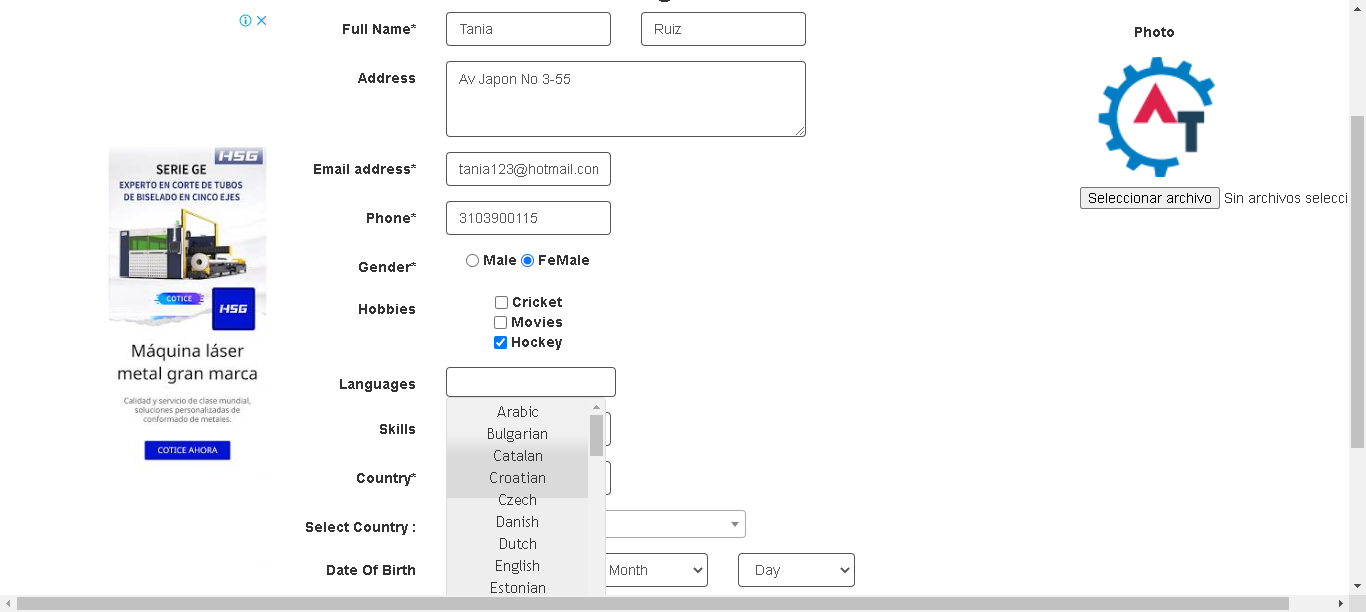 Full Name*
Tania
Ruiz
Photo
Address
Av Japon No 3-55
AT
HSG
SERIE GE
EXPERTO EN CORTE DE TUBOS
DE BISELADO EN CINCO EJES
COTICE
HSG
Máquina láser
metal gran marca
Calidad y servicio de clase mundial,
soluciones personalizadas de
conformado de metales.
COTICE AHORA
Email address*
tania123@hotmail.con
Seleccionar archivo
Sin archivos selecci
Phone*
3103900115
Gender*
Male
FeMale
Hobbies
Cricket
Movies
Hockey
Languages
Arabic
Bulgarian
Catalan
Croatian
Czech
Danish
Dutch
English
Estonian
Skills
Country*
Select Country :
Date Of Birth
Month
Day